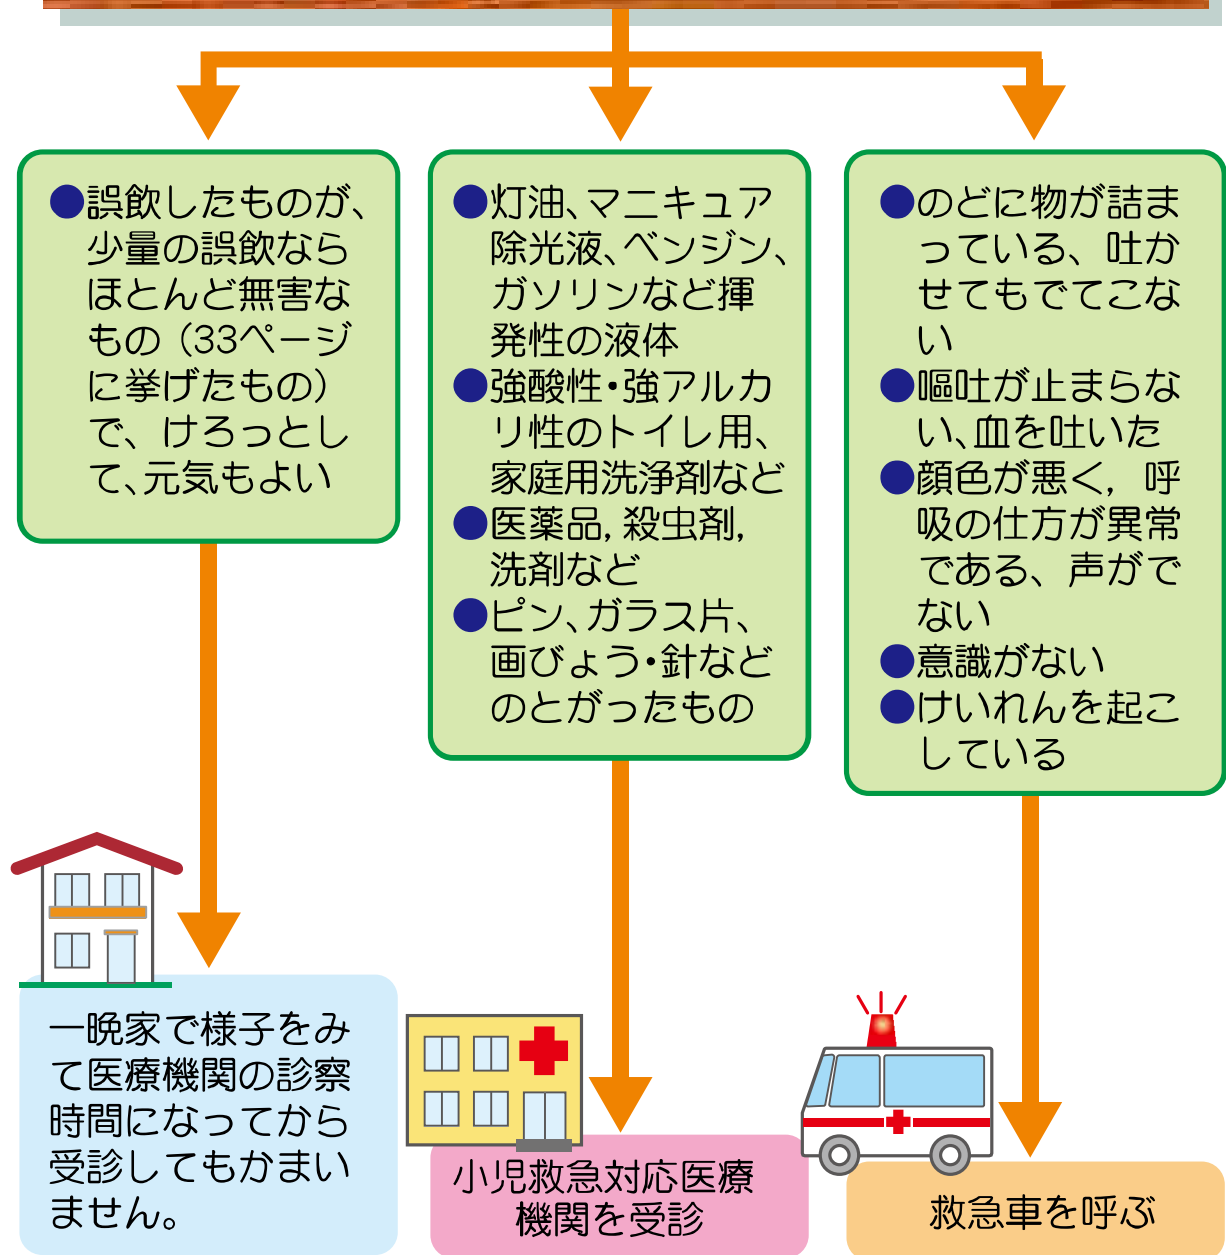 ●誤飲したものが、
少量の誤飲なら
ほとんど無害な
もの（33ページ
に挙げたもの）
で、けろっとし
て、元気もよい
●灯油、マニキュア
除光液、ベンジン、
ガソリンなど揮
発性の液体
●強酸性・強アルカ
リ性のトイレ用、
家庭用洗浄剤など
●医薬品，殺虫剤，
洗剤など
●ピン、ガラス片、
画びょう・針など
のとがったもの
●のどに物が詰ま
っている、吐か
せてもでてこな
い
●嘔吐が止まらな
い、血を吐いた
●顔色が悪く，呼
吸の仕方が異常
である、声がで
ない
●意識がない
●けいれんを起こ
している
一晩家で様子をみ
て医療機関の診察
時間になってから
受診してもかまい
ません。
小児救急対応医療
機関を受診
救急車を呼ぶ